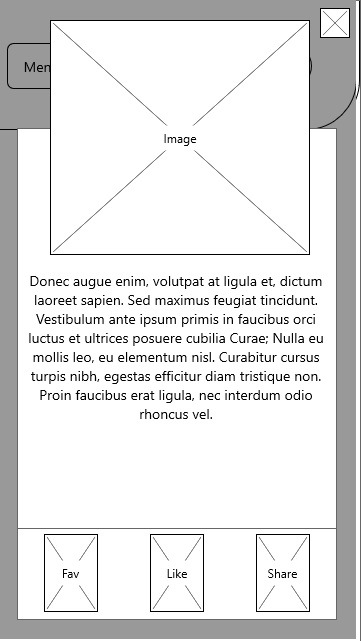 Men
Image
Donec augue enim, volutpat at ligula et, dictum
laoreet sapien. Sed maximus feugiat tincidunt.
Vestibulum ante ipsum primis in faucibus orci
luctus et ultrices posuere cubilia Curae; Nulla eu
mollis leo, eu elementum nisl. Curabitur cursus
turpis nibh, egestas efficitur diam tristique non.
Proin faucibus erat ligula, nec interdum odio
rhoncus vel.
Fav
Like
Share